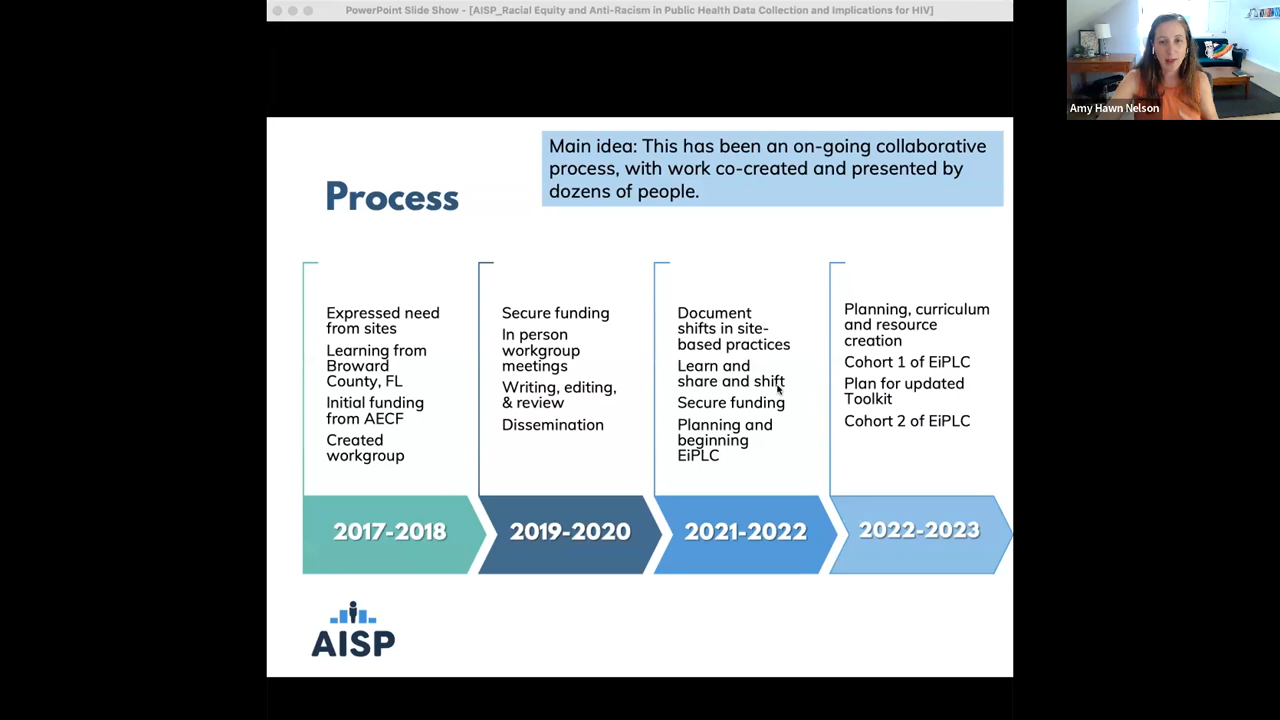 PowerPoint Slide Show - [AISP_Racial Equity and Anti-Racism in Public Health Data Collection and Implications for HIV]
Amy Hawn Nelson
Main idea: This has been an on-going collaborative
process, with work co-created and presented by
dozens of people.
Process
Expressed need
from sites
Learning from
Broward
County, FL
Initial funding
from AECF
Created
workgroup
2017-2018
Secure funding
In person
workgroup
meetings
Writing, editing,
& review
Dissemination
2019-2020
Document
shifts in site-
based practices
Learn and
share and shift
Secure funding
Planning and
beginning
EiPLC
2021-2022
Planning, curriculum
and resource
creation
Cohort 1 of EiPLC
Plan for updated
Toolkit
Cohort 2 of EiPLC
2022-2023
AISP